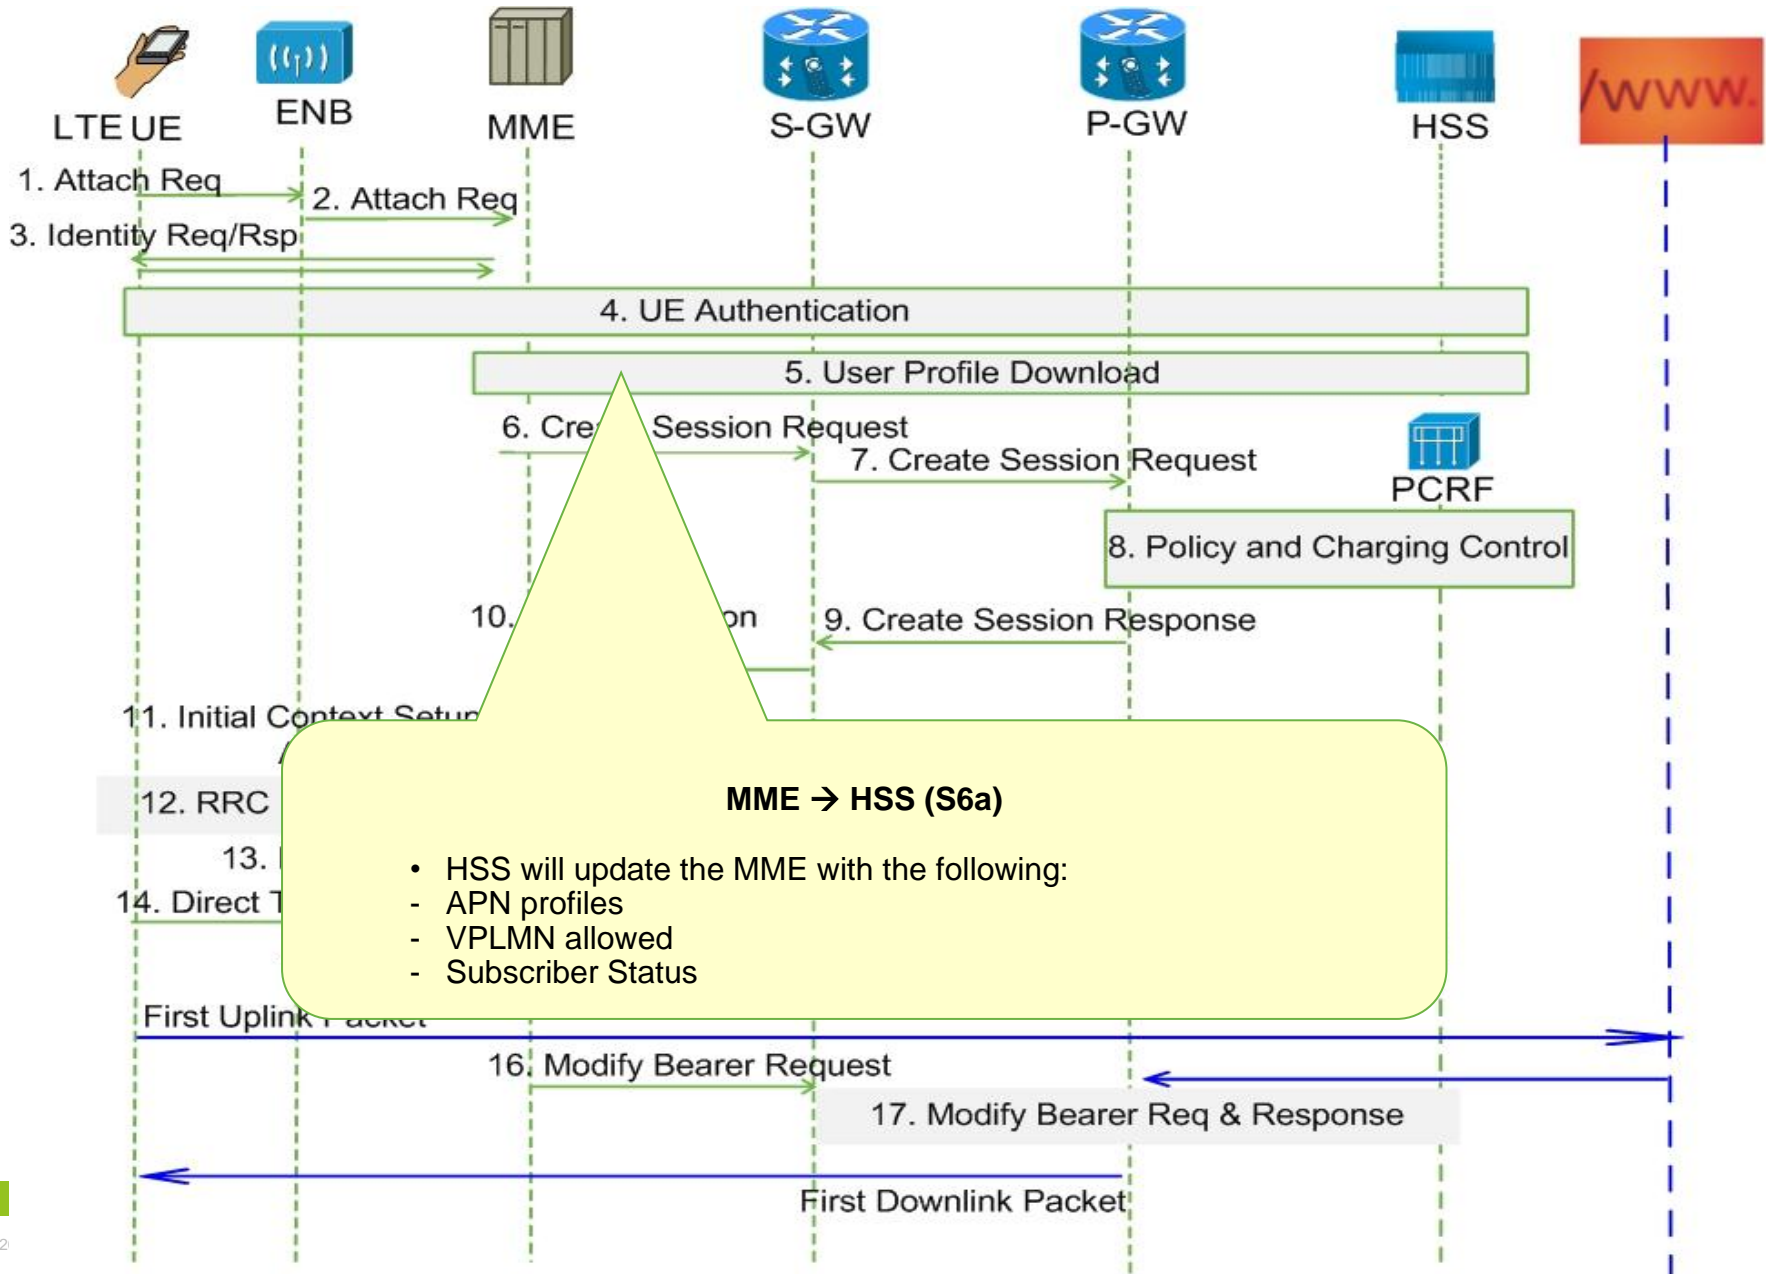 LTE UE
ENB
MME
S-GW
P-GW
HSS
/www.
1. Attach Req
2. Attach Req
3. Identity Req/Rsp
4. UE Authentication
5. User Profile Download
6. Session Request
7. Create Session Request
PCRF
8. Policy and Charging Control
10.
9. Create Session Response
11. Initial Context Setup
12. RRC
MME → HSS (S6a)
13.
• HSS will update the MME with the following:
14. Direct
- APN profiles
- VPLMN allowed
- Subscriber Status
First Uplink Packet
16. Modify Bearer Request
17. Modify Bearer Req & Response
First Downlink Packet